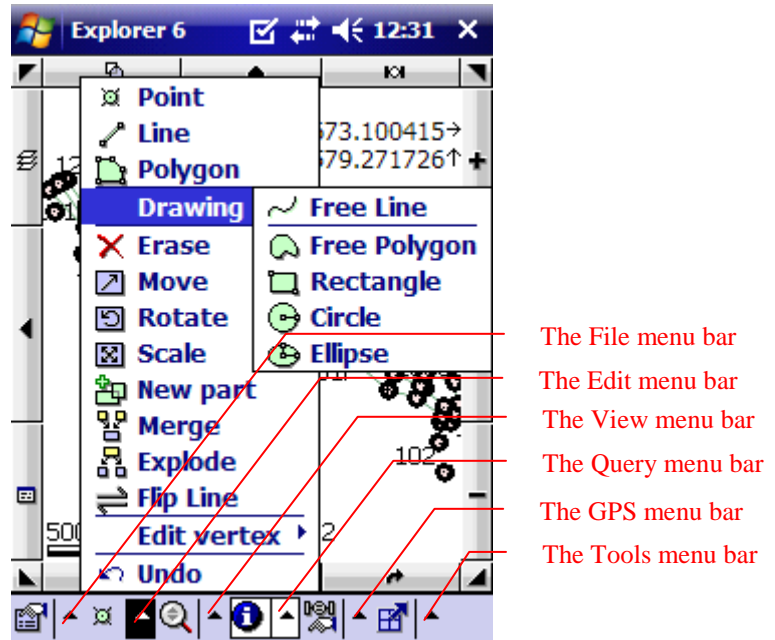 Explorer 6 12:31
Point
Line
Polygon
Drawing
Erase
Move
Rotate
Scale
New part
Merge
Explode
Flip Line
Edit vertex
Undo
Free Line
Free Polygon
Rectangle
Circle
Ellipse
573.100415→
579.271726↑
12
102
500
2
The File menu bar
The Edit menu bar
The View menu bar
The Query menu bar
The GPS menu bar
The Tools menu bar